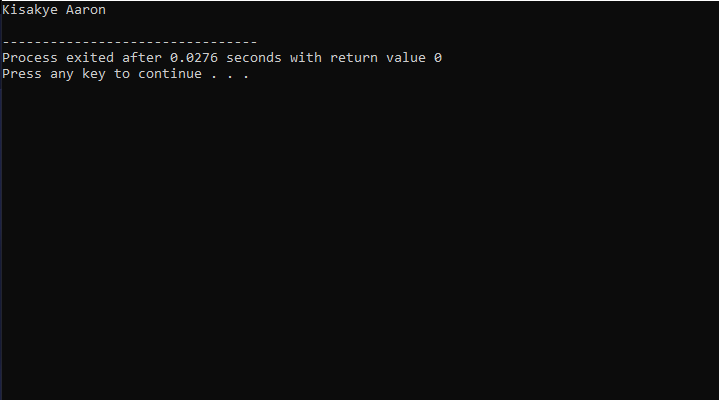 Kisakye Aaron
--------------------------------
Process exited after 0.0276 seconds with return value 0
Press any key to continue . . .